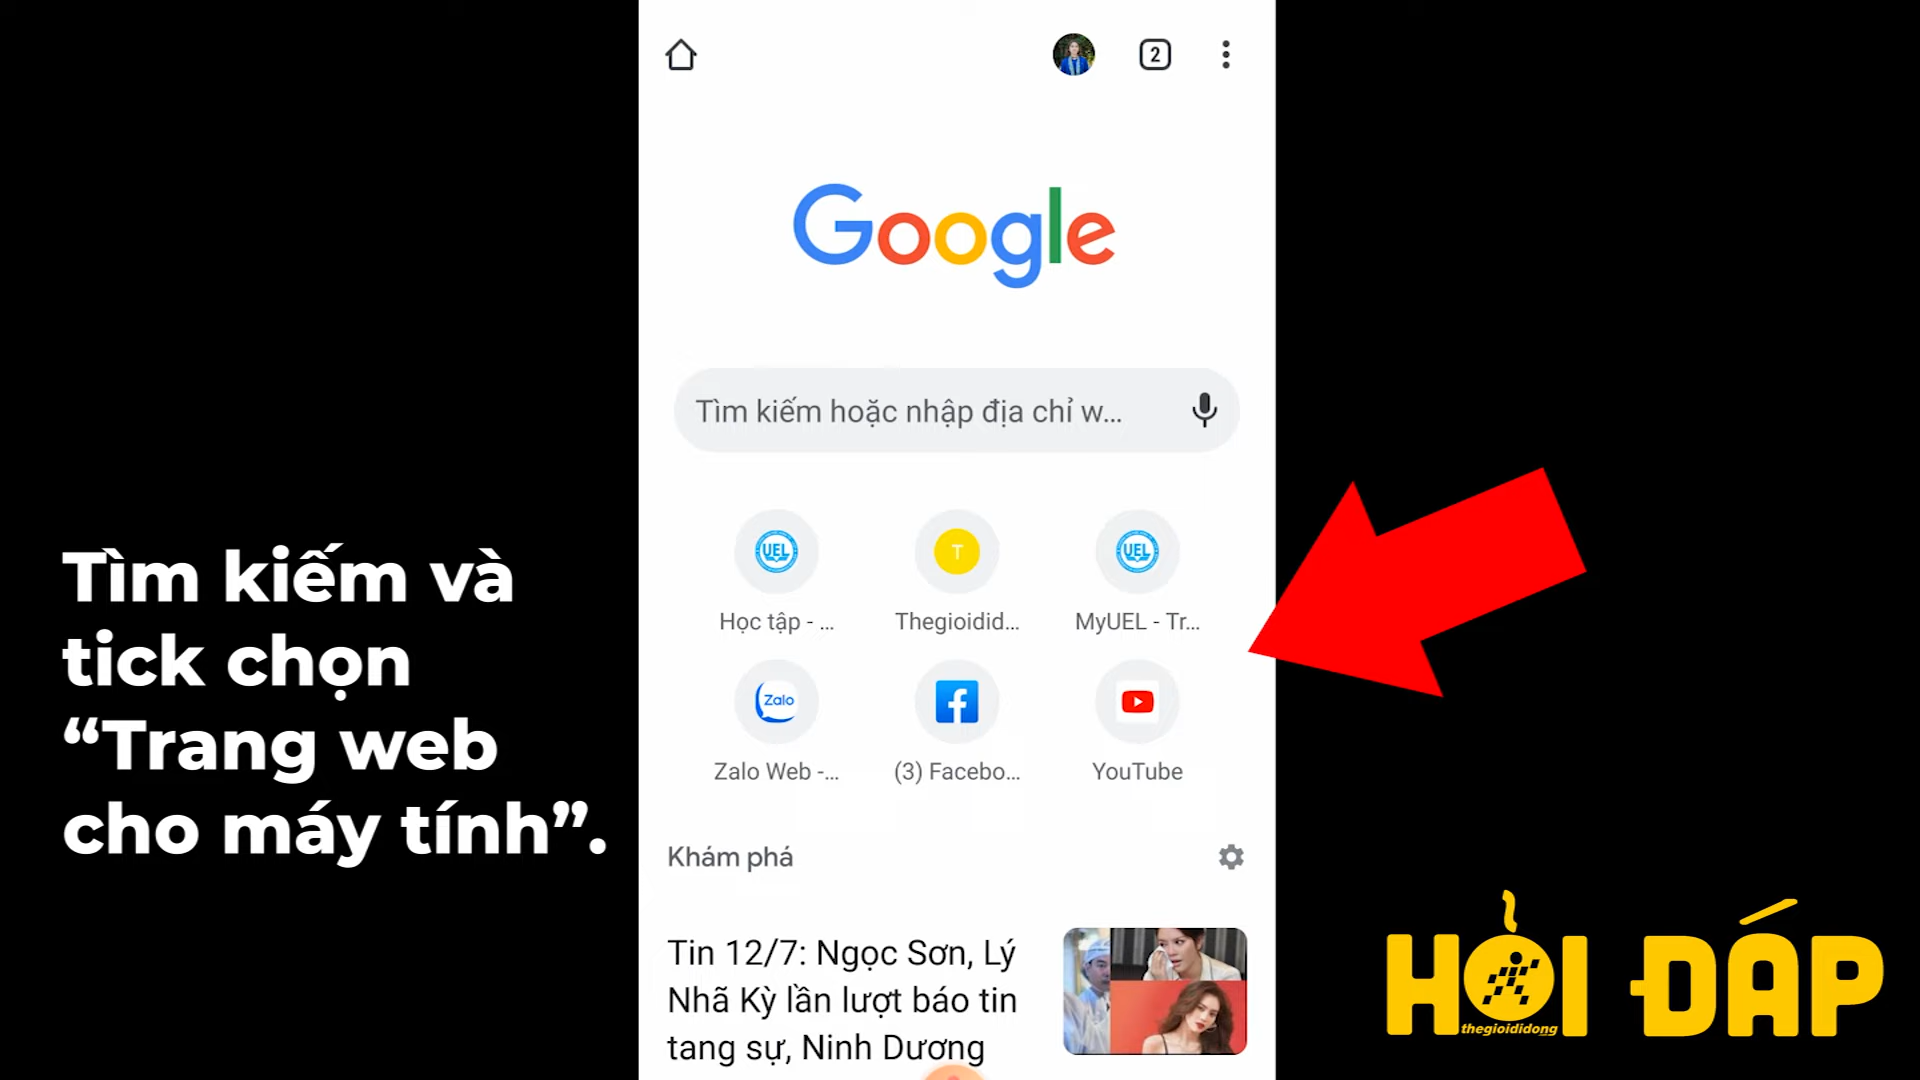 2
Google
Tìm kiếm hoặc nhập địa chỉ w...
UEL
T
UEL
Học tập - ...
Thegioidid...
MyUEL - Tr...
Zalo
Zalo Web -...
(3) Facebo...
YouTube
Khám phá
Tin 12/7: Ngọc Sơn, Lý
Nhã Kỳ lần lượt báo tin
tang sự, Ninh Dương
Tìm kiếm và
tick chọn
“Trang web
cho máy tính”.
HỎI ĐÁP
thegioididong